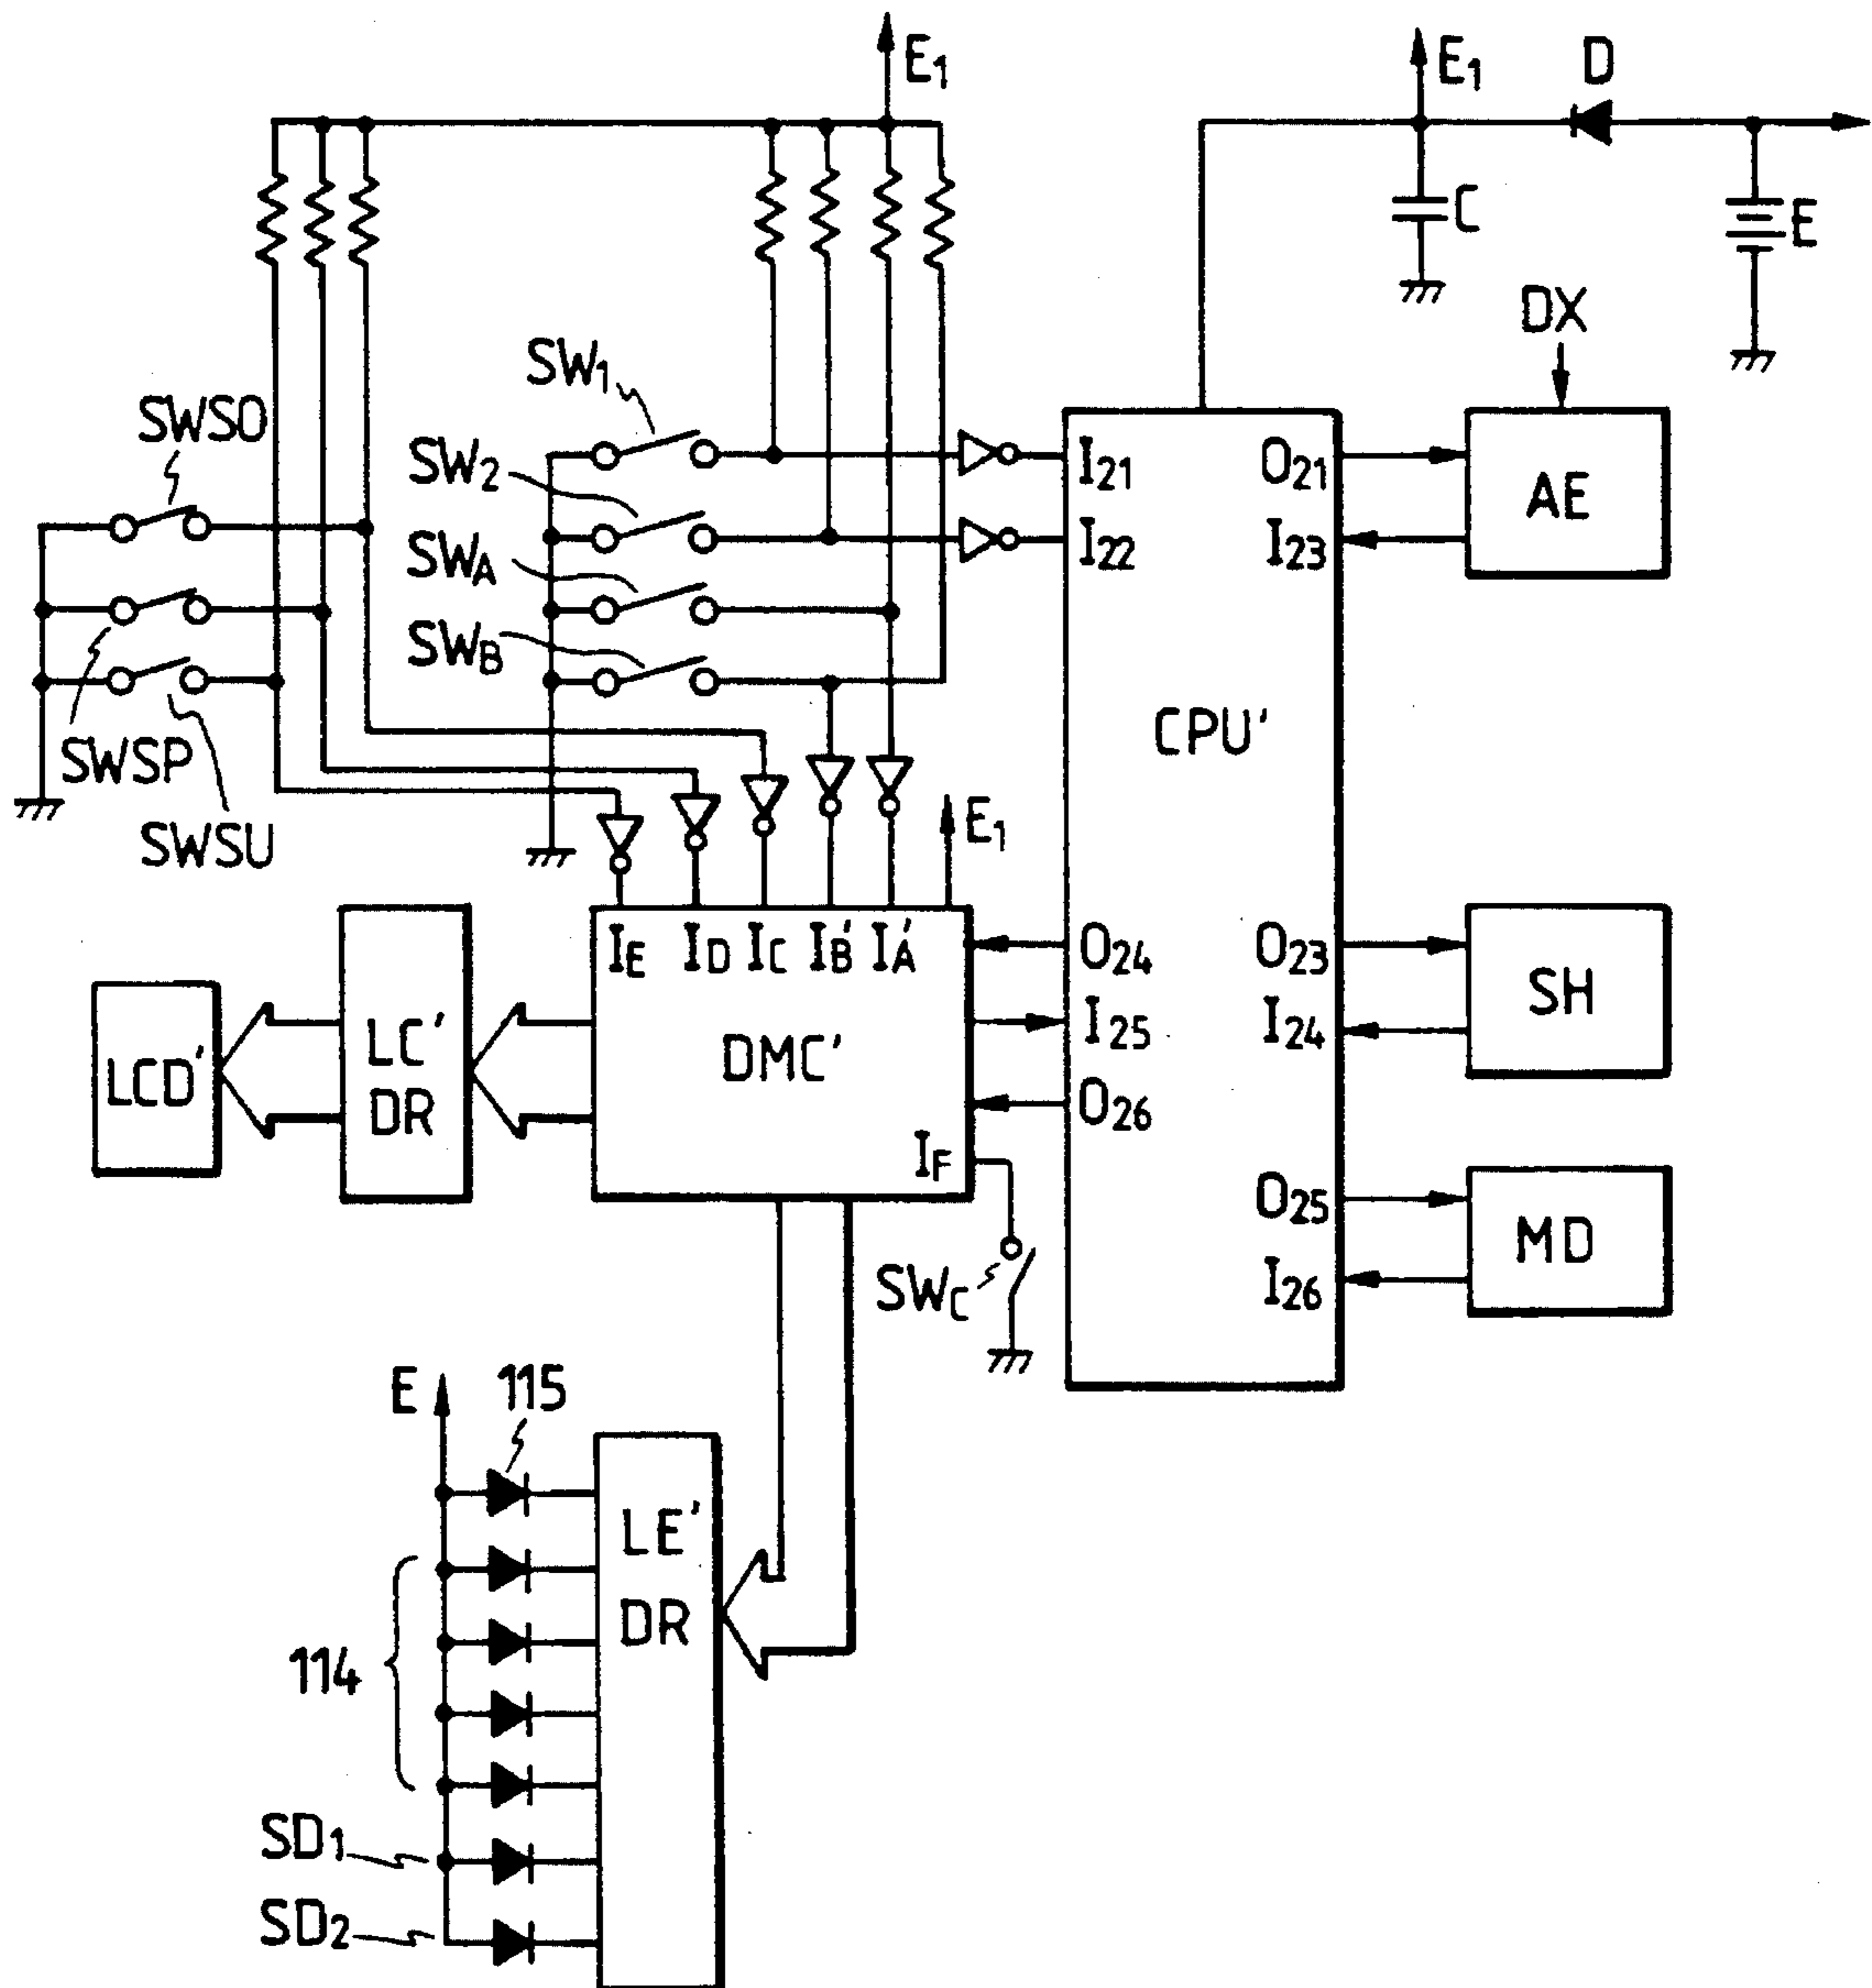 E1
E1
D
C
E
DX
SW1
SWSO
SW2
SWA
SWB
SWSP
SWSU
I21
I22
O21
I23
AE
CPU'
E1
IE
ID
IC
IB'
IA'
O24
I25
O26
O23
I24
SH
LCD'
LC'
DR
DMC'
IF
SWC
O25
I26
MD
E
115
LE'
DR
114
SD1
SD2